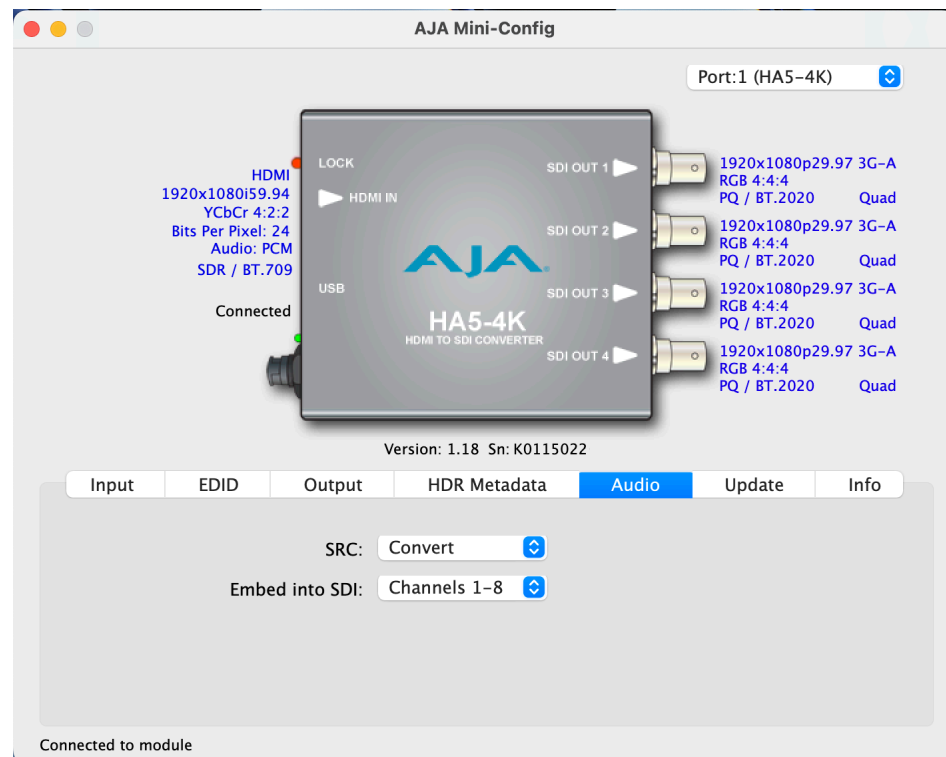 AJA Mini-Config
Port:1 (HA5-4K)
LOCK
HDMI IN
USB
SDI OUT 1
SDI OUT 2
SDI OUT 3
SDI OUT 4
AJA
HA5-4K
HDMI TO SDI CONVERTER
HDMI
1920x1080i59.94
YCbCr 4:2:2
Bits Per Pixel: 24
Audio: PCM
SDR / BT.709
Connected
1920x1080p29.97 3G-A
RGB 4:4:4
PQ / BT.2020 Quad
1920x1080p29.97 3G-A
RGB 4:4:4
PQ / BT.2020 Quad
1920x1080p29.97 3G-A
RGB 4:4:4
PQ / BT.2020 Quad
1920x1080p29.97 3G-A
RGB 4:4:4
PQ / BT.2020 Quad
Version: 1.18 Sn: K0115022
Input EDID Output HDR Metadata Audio Update Info
SRC: Convert
Embed into SDI: Channels 1-8
Connected to module